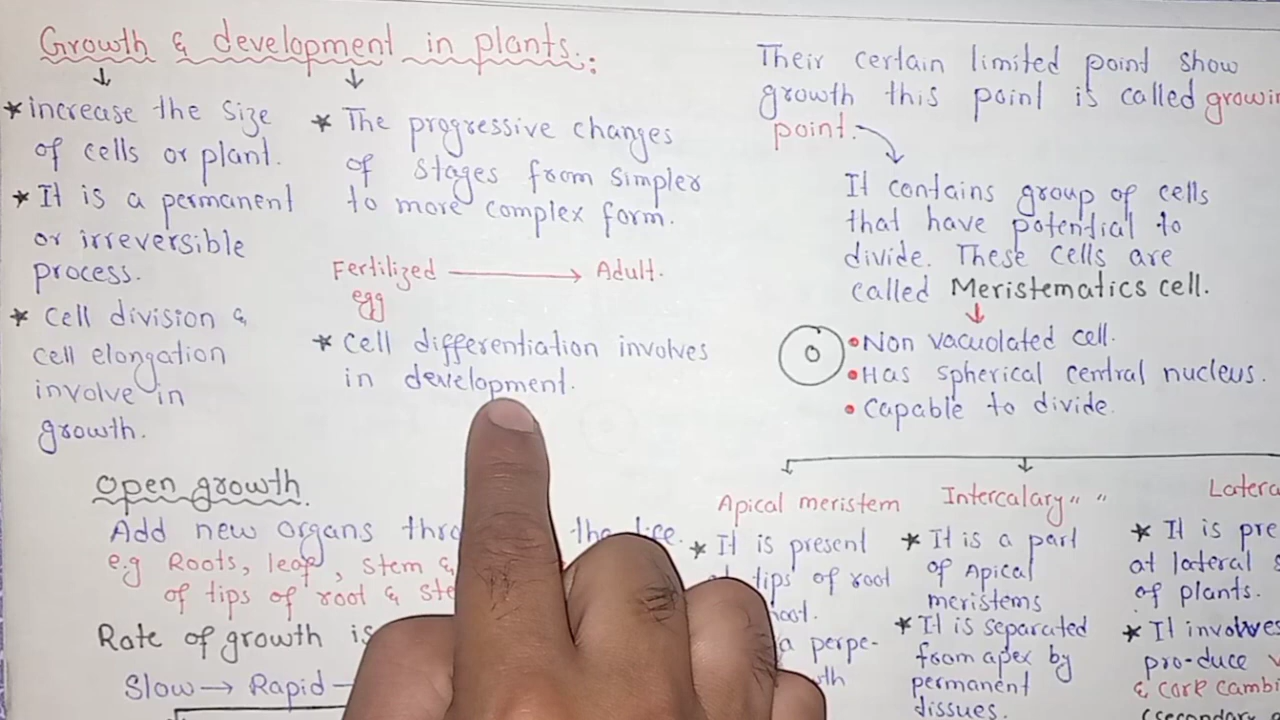 Growth & development in plants.:
* increase the size
of cells or plant.
* It is a permanent
or irreversible
process.
* cell division &
cell elongation
involve in
growth.
* The progressive changes
of stages from simpler
to more complex form.
Fertilized → Adult.
egg
* cell differentiation involves
in development.
Open growth
Add new organs the
e.g Roots, leaf, stem &
of tips of root &
Rate of growth is
Slow → Rapid
Their certain limited point show
growth this point is called
point.
It contains group of cells
that have potential to
divide. These cells are
called Meristematics cell.
• Non vacuolated cell.
• Has spherical central nucleus.
• Capable to divide.
Apical meristem
* It is present
tips of root
a perpe-
Intercalary " "
* It is a part
of Apical
meristems
* It is separated
from apex by
permanent
tissues.
* It is
at lateral
of plants.
* It involves
pro-duce
& cork